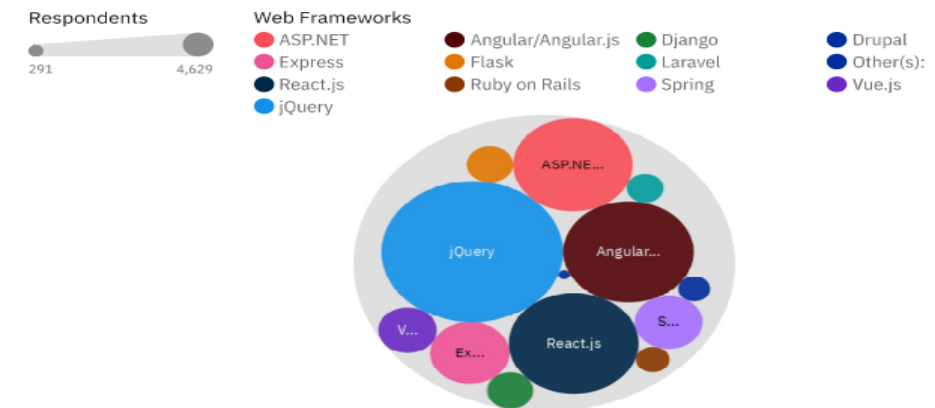 Respondents
291 4,629
Web Frameworks
ASP.NET Angular/Angular.js Django Drupal
Express Flask Laravel Other(s):
React.js Ruby on Rails Spring Vue.js
jQuery
ASP.NE...
jQuery
Angular...
S...
V...
React.js
Ex...